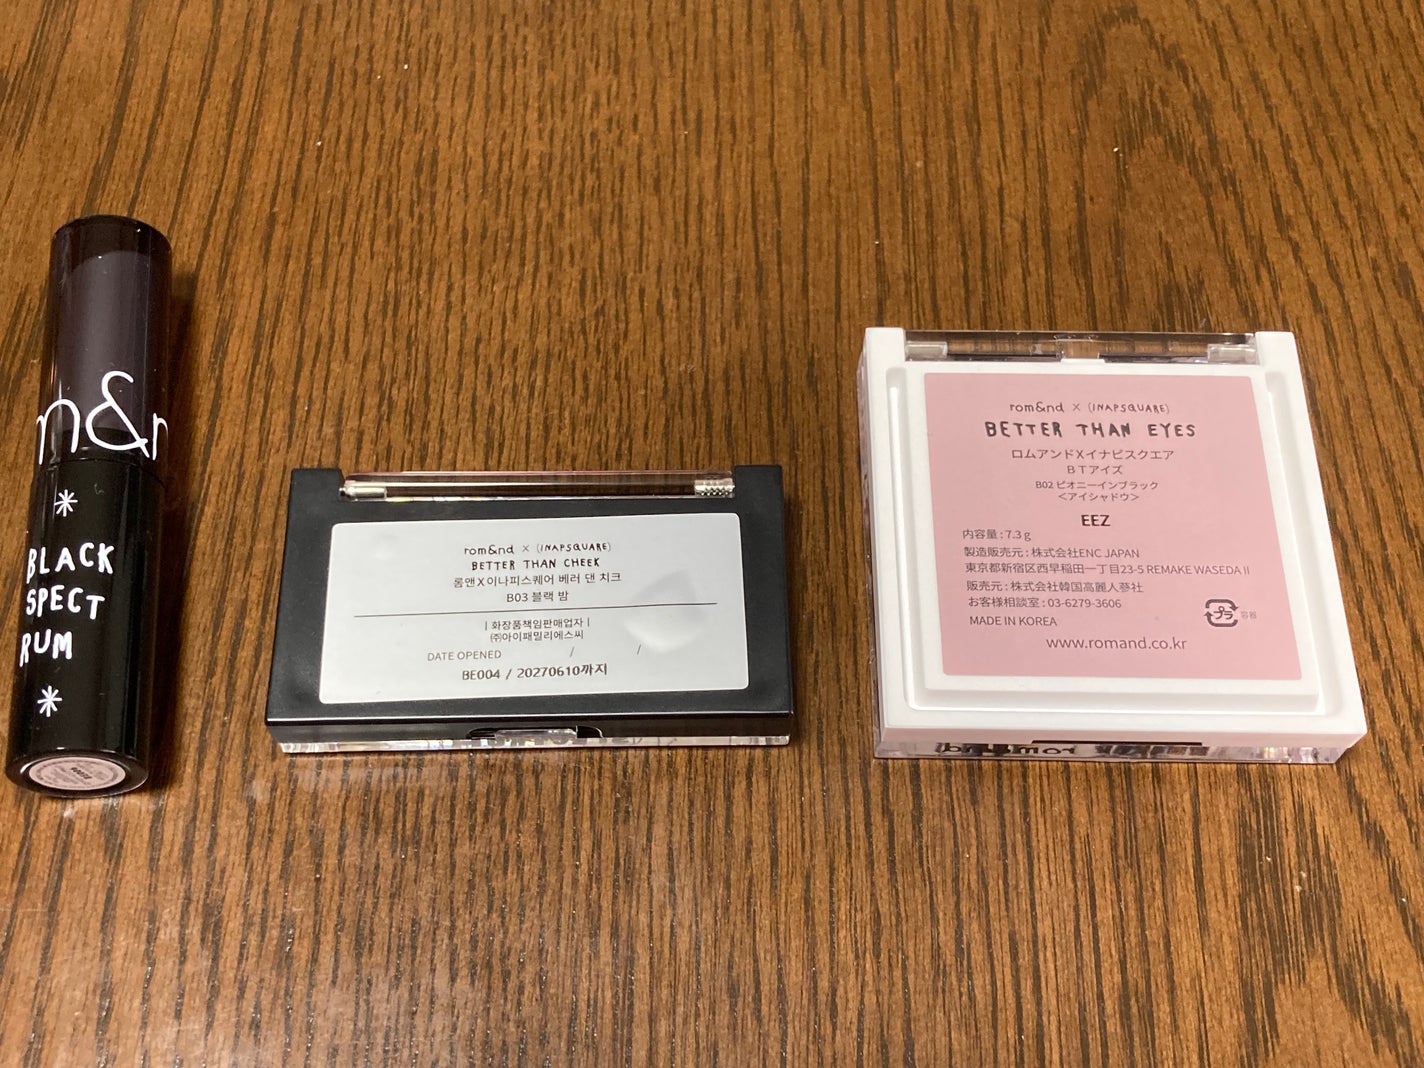 m&n
BLACK
SPECT
RUM
rom&nd × (INAPSQUARE)
BETTER THAN CHEEK
롬앤X이나피스퀘어 베러 댄 치크
B03 블랙 밤
| 화장품책임판매업자 |
㈜아이패밀리에스씨
DATE OPENED / /
BE004 / 20270610까지
rom&nd × (INAPSQUARE)
BETTER THAN EYES
ロムアンドXイナピスクエア
BTアイズ
B02 ピオニーインブラック
<アイシャドウ>
EEZ
内容量:7.3g
製造販売元:株式会社ENC JAPAN
東京都新宿区西早稲田一丁目23-5 REMAKE WASEDAⅡ
販売元:株式会社韓国高麗人蔘社
お客様相談室:03-6279-3606
MADE IN KOREA
プラ 容器
www.romand.co.kr